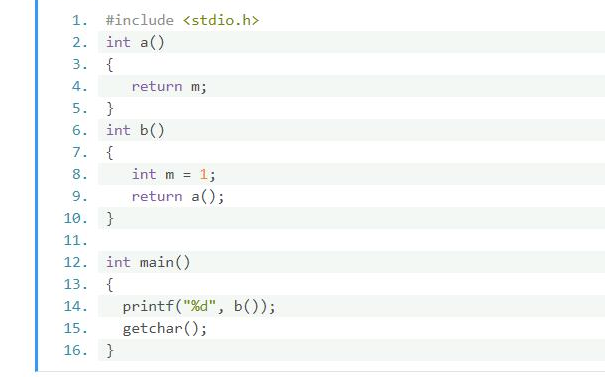 1. #include <stdio.h>
2. int a()
3. {
4. return m;
5. }
6. int b()
7. {
8. int m = 1;
9. return a();
10. }
11.
12. int main()
13. {
14. printf("%d", b());
15. getchar();
16. }